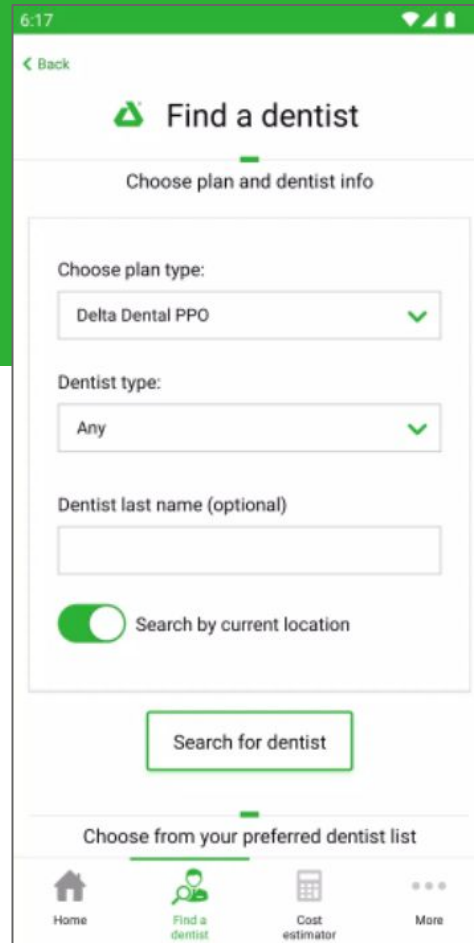 6:17
Back
Find a dentist
Choose plan and dentist info
Choose plan type:
Delta Dental PPO
Dentist type:
Any
Dentist last name (optional)
Search by current location
Search for dentist
Choose from your preferred dentist list
Home
Find a
dentist
Cost
estimator
More